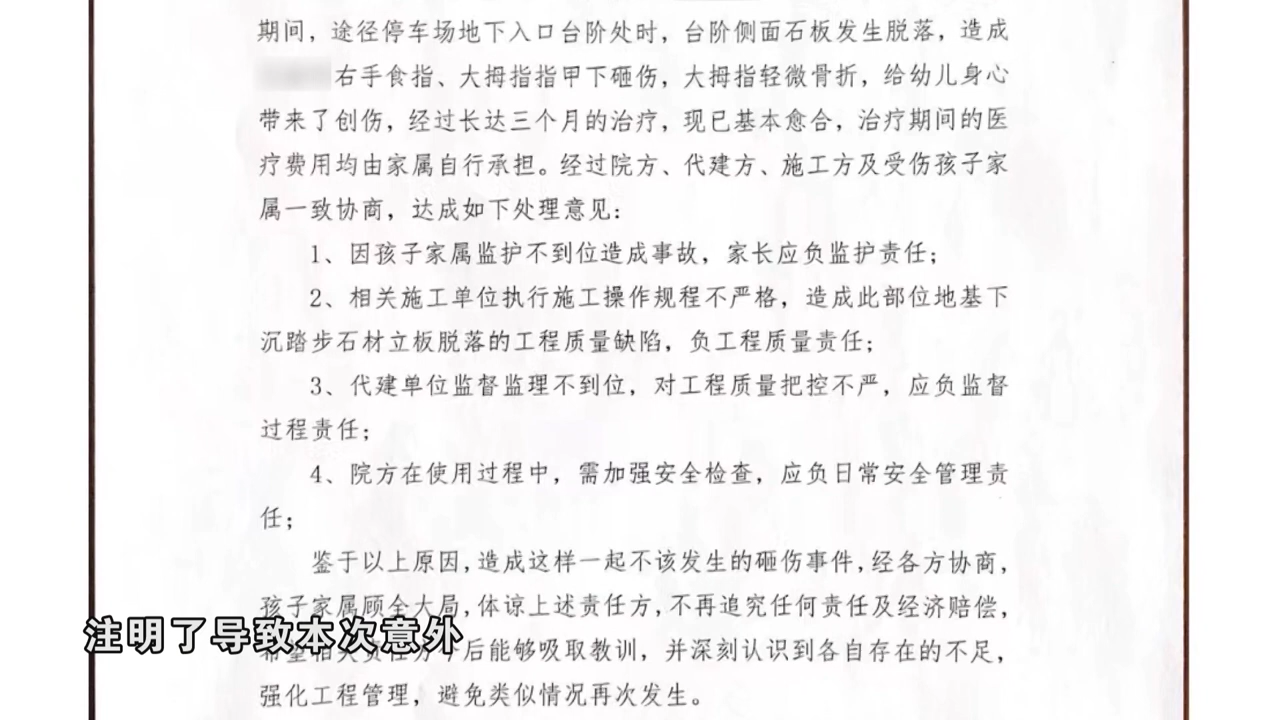 期间，途径停车场地下入口台阶处时，台阶侧面石板发生脱落，造成
右手食指、大拇指指甲下砸伤，大拇指轻微骨折，给幼儿身心
带来了创伤，经过长达三个月的治疗，现已基本愈合，治疗期间的医
疗费用均由家属自行承担。经过院方、代建方、施工方及受伤孩子家
属一致协商，达成如下处理意见：
1、因孩子家属监护不到位造成事故，家长应负监护责任；
2、相关施工单位执行施工操作规程不严格，造成此部位地基下
沉踏步石材立板脱落的工程质量缺陷，负工程质量责任；
3、代建单位监督监理不到位，对工程质量把控不严，应负监督
过程责任；
4、院方在使用过程中，需加强安全检查，应负日常安全管理责
任；
鉴于以上原因，造成这样一起不该发生的砸伤事件，经各方协商，
孩子家属顾全大局，体谅上述责任方，不再追究任何责任及经济赔偿，
希望相关责任方今后能够吸取教训，并深刻认识到各自存在的不足，
强化工程管理，避免类似情况再次发生。
注明了导致本次意外